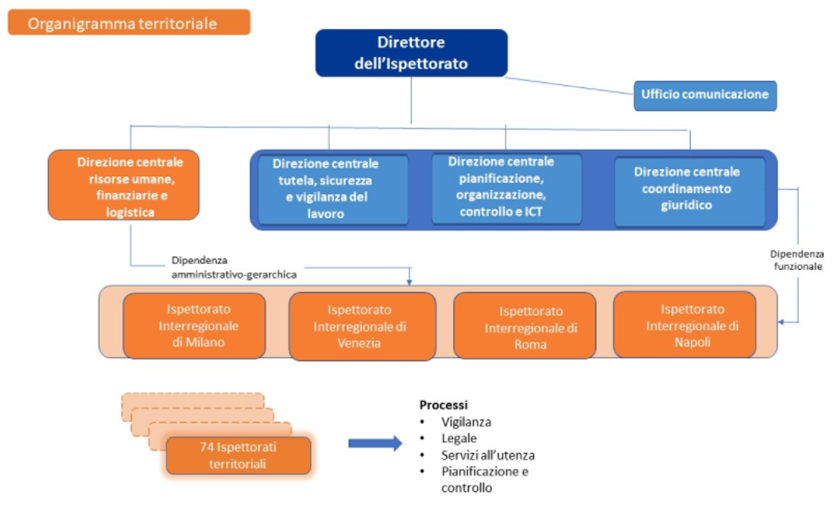 Organigramma territoriale
Direttore
dell'Ispettorato
Ufficio comunicazione
Direzione centrale
risorse umane,
finanziarie e
logistica
Direzione centrale
tutela, sicurezza
e vigilanza del
lavoro
Direzione centrale
pianificazione,
organizzazione,
controllo e ICT
Direzione centrale
coordinamento
giuridico
Dipendenza
amministrativo-gerarchica
Dipendenza
funzionale
Ispettorato
Interregionale
di Milano
Ispettorato
Interregionale di
Venezia
Ispettorato
Interregionale di
Roma
Ispettorato
Interregionale di
Napoli
74 Ispettorati
territoriali
Processi
• Vigilanza
• Legale
• Servizi all'utenza
• Pianificazione e
controllo